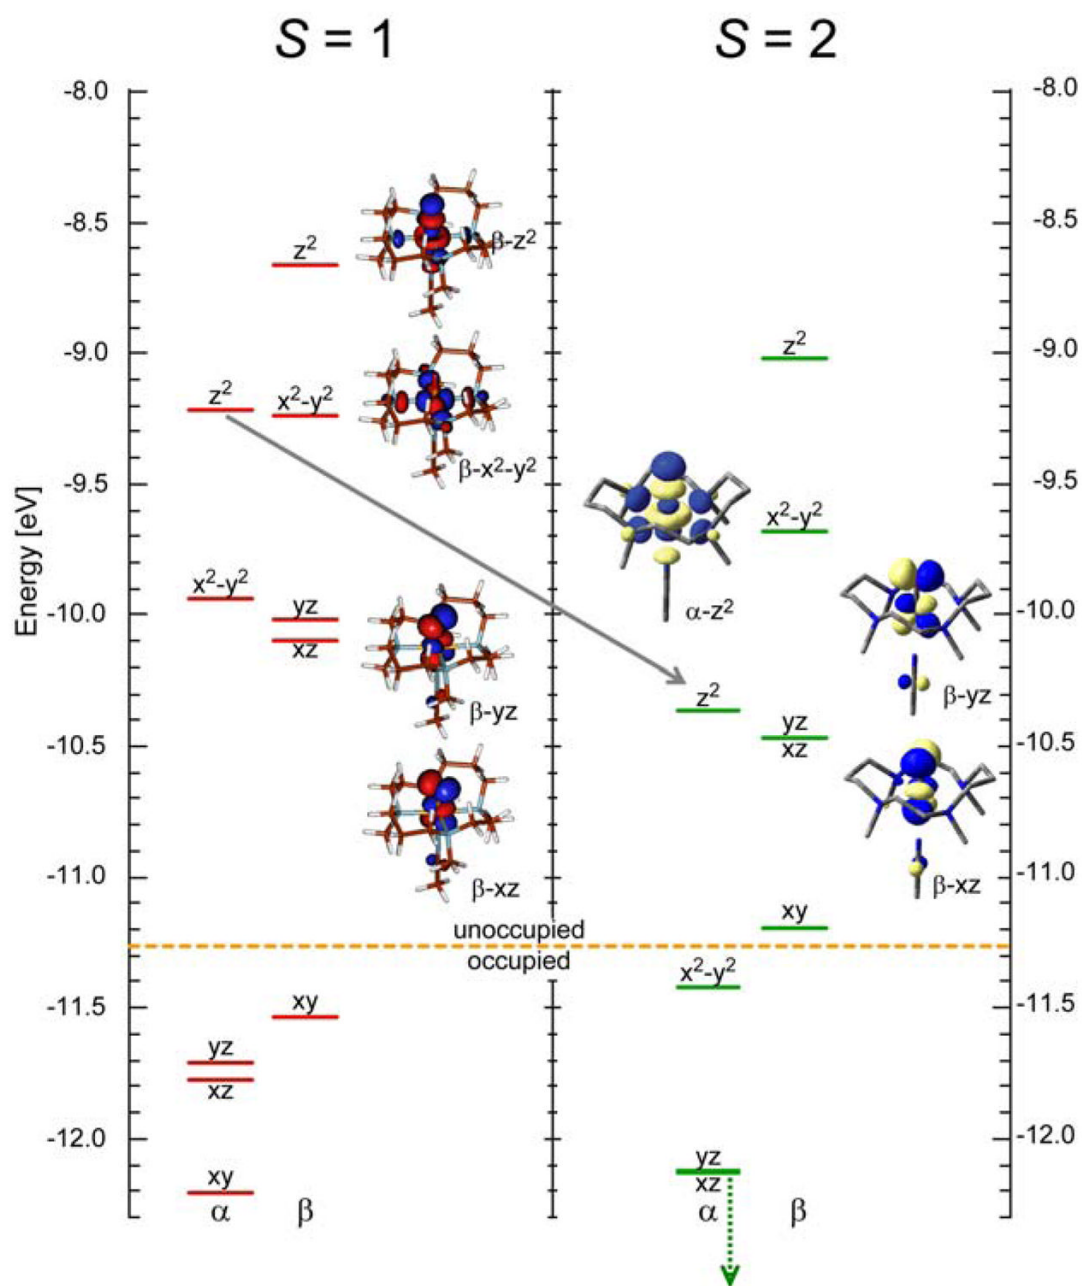 S = 1
S = 2
Energy [eV]
-8.0
-8.5
-9.0
-9.5
-10.0
-10.5
-11.0
-11.5
-12.0
z²
β-z²
z²
x²-y²
β-x²-y²
x²-y²
yz
xz
β-yz
β-xz
unoccupied
occupied
xy
yz
xz
xy
α
β
z²
x²-y²
α-z²
β-yz
z²
yz
xz
β-xz
xy
x²-y²
yz
xz
α
β
-8.0
-8.5
-9.0
-9.5
-10.0
-10.5
-11.0
-11.5
-12.0